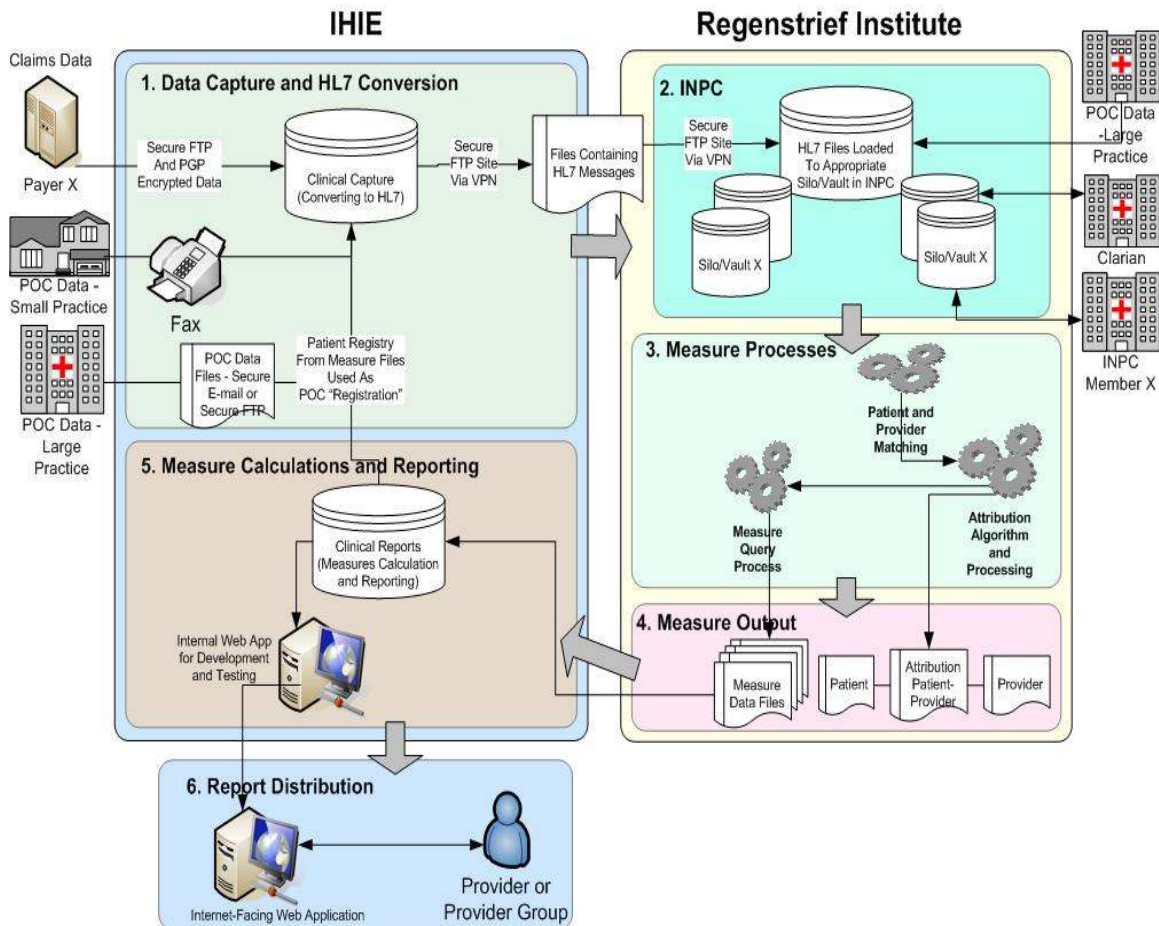 IHIE
Regenstrief Institute
Claims Data
Payer X
POC Data -
Small Practice
POC Data -
Large
Practice
1. Data Capture and HL7 Conversion
Secure FTP
And PGP
Encrypted Data
Clinical Capture
(Converting to HL7)
Secure
FTP Site
Via VPN
Files Containing
HL7 Messages
Fax
POC Data
Files - Secure
E-mail or
Secure FTP
Patient Registry
From Measure Files
Used As
POC “Registration”
2. INPC
Secure
FTP Site
Via VPN
HL7 Files Loaded
To Appropriate
Silo/Vault in INPC
Silo/Vault X
Silo/Vault X
POC Data
-Large
Practice
Clarian
INPC
Member X
3. Measure Processes
Patient and
Provider
Matching
Measure
Query
Process
Attribution
Algorithm
and
Processing
4. Measure Output
Measure
Data Files
Patient
Attribution
Patient-
Provider
Provider
5. Measure Calculations and Reporting
Clinical Reports
(Measures Calculation
and Reporting)
Internal Web App
for Development
and Testing
6. Report Distribution
Internet-Facing Web Application
Provider or
Provider Group